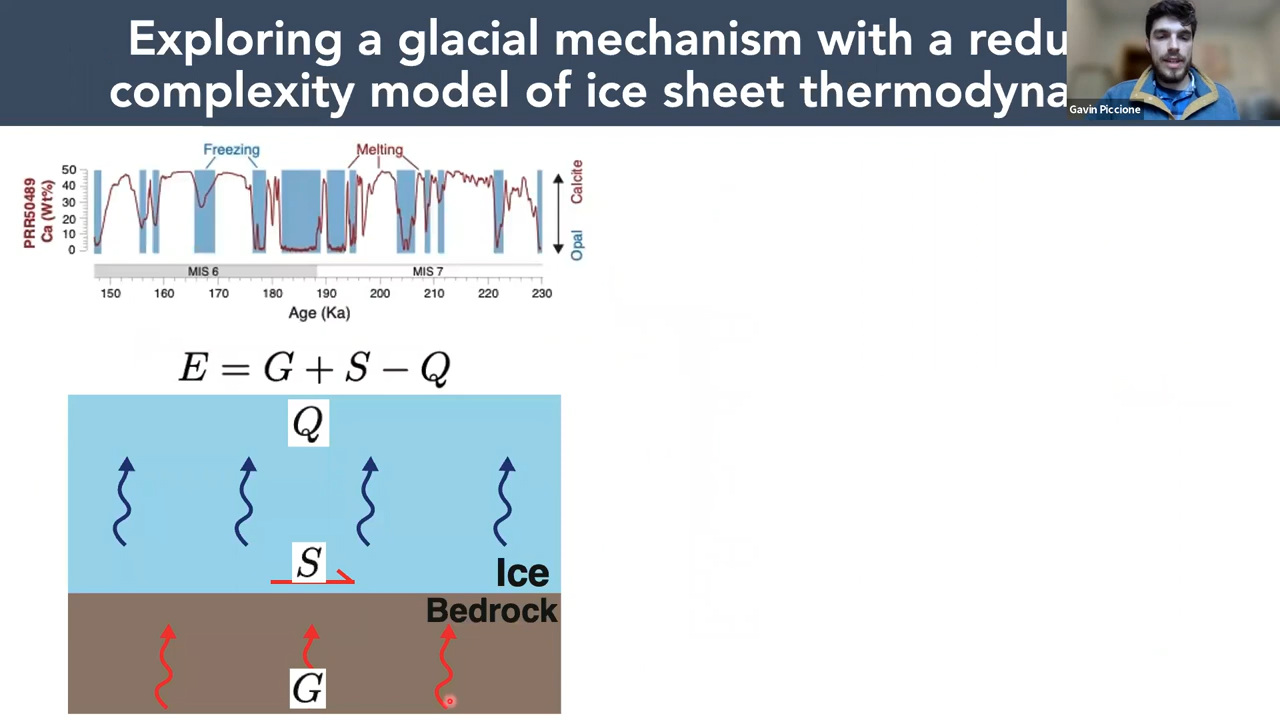 Exploring a glacial mechanism with a redu
complexity model of ice sheet thermodyna
Gavin Piccione
Freezing
Melting
PRR50489
Ca (Wt%)
50
40
30
20
10
0
Calcite
Opal
MIS 6
MIS 7
150 160 170 180 190 200 210 220 230
Age (Ka)
E = G + S − Q
Q
S
Ice
Bedrock
G